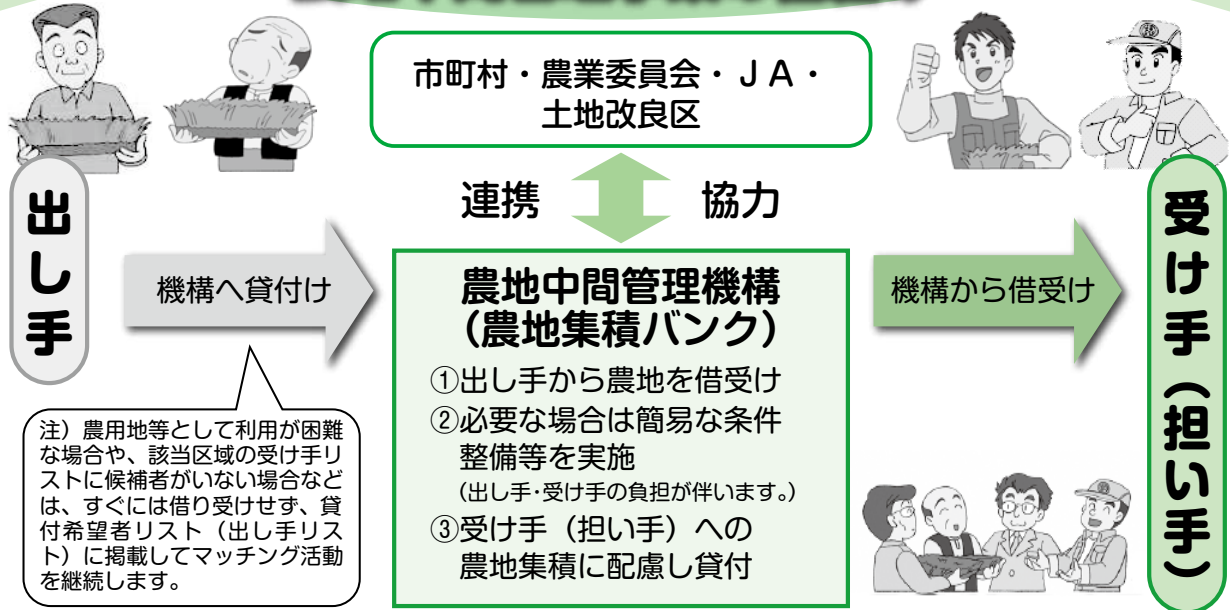 市町村・農業委員会・ＪＡ・
土地改良区
連携
協力
出し手
機構へ貸付け
農地中間管理機構
（農地集積バンク）
①出し手から農地を借受け
②必要な場合は簡易な条件
整備等を実施
（出し手・受け手の負担が伴います。）
③受け手（担い手）への
農地集積に配慮し貸付
機構から借受け
受け手（担い手）
注）農用地等として利用が困難
な場合や、該当区域の受け手リ
ストに候補者がいない場合など
は、すぐには借り受けせず、貸
付希望者リスト（出し手リス
ト）に掲載してマッチング活動
を継続します。